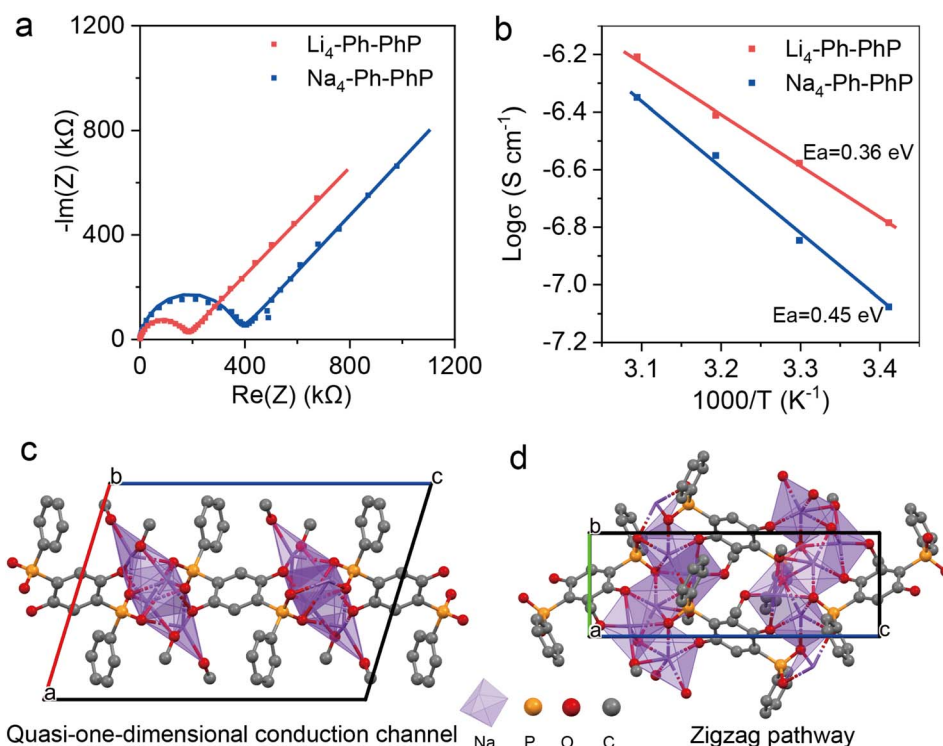 a
1200
800
400
0
-Im(Z) (kΩ)
Li₄-Ph-PhP
Na₄-Ph-PhP
0 400 800 1200
Re(Z) (kΩ)
b
-6.2
-6.4
-6.6
-6.8
-7.0
-7.2
Logσ (S cm⁻¹)
Li₄-Ph-PhP
Na₄-Ph-PhP
Ea=0.36 eV
Ea=0.45 eV
3.1 3.2 3.3 3.4
1000/T (K⁻¹)
c
b c
a
Quasi-one-dimensional conduction channel
d
b
a c
Zigzag pathway
Na P O C